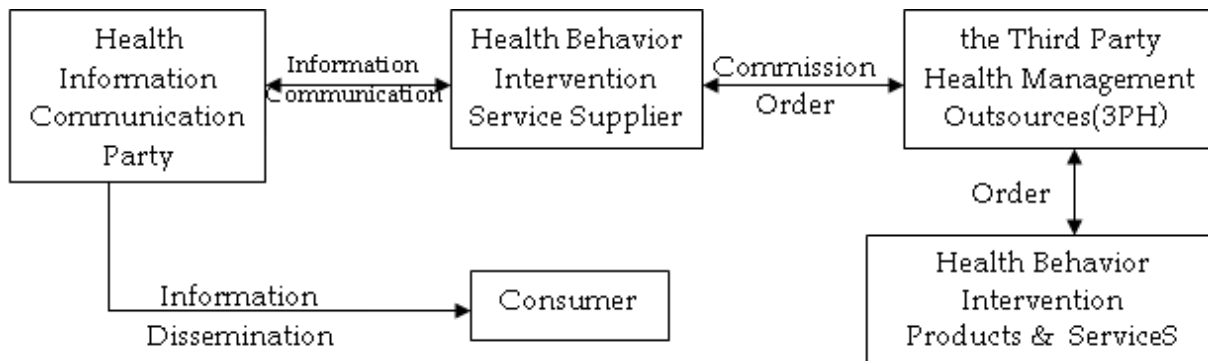 Health
Information
Communication
Party
Information
Communication
Health Behavior
Intervention
Service Supplier
Commission
Order
the Third Party
Health Management
Outsources(3PH)
Order
Health Behavior
Intervention
Products & ServiceS
Information
Dissemination
Consumer